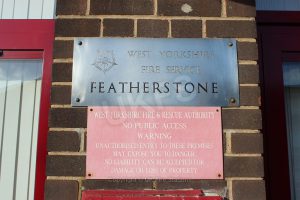 WEST YORKSHIRE
FIRE SERVICE
FEATHERSTONE
WEST YORKSHIRE FIRE & RESCUE AUTHORITY
NO PUBLIC ACCESS
WARNING
UNAUTHORISED ENTRY TO THESE PREMISES
MAY EXPOSE YOU TO DANGER
NO LIABILITY CAN BE ACCEPTED FOR
DAMAGE OR LOSS OF PROPERTY